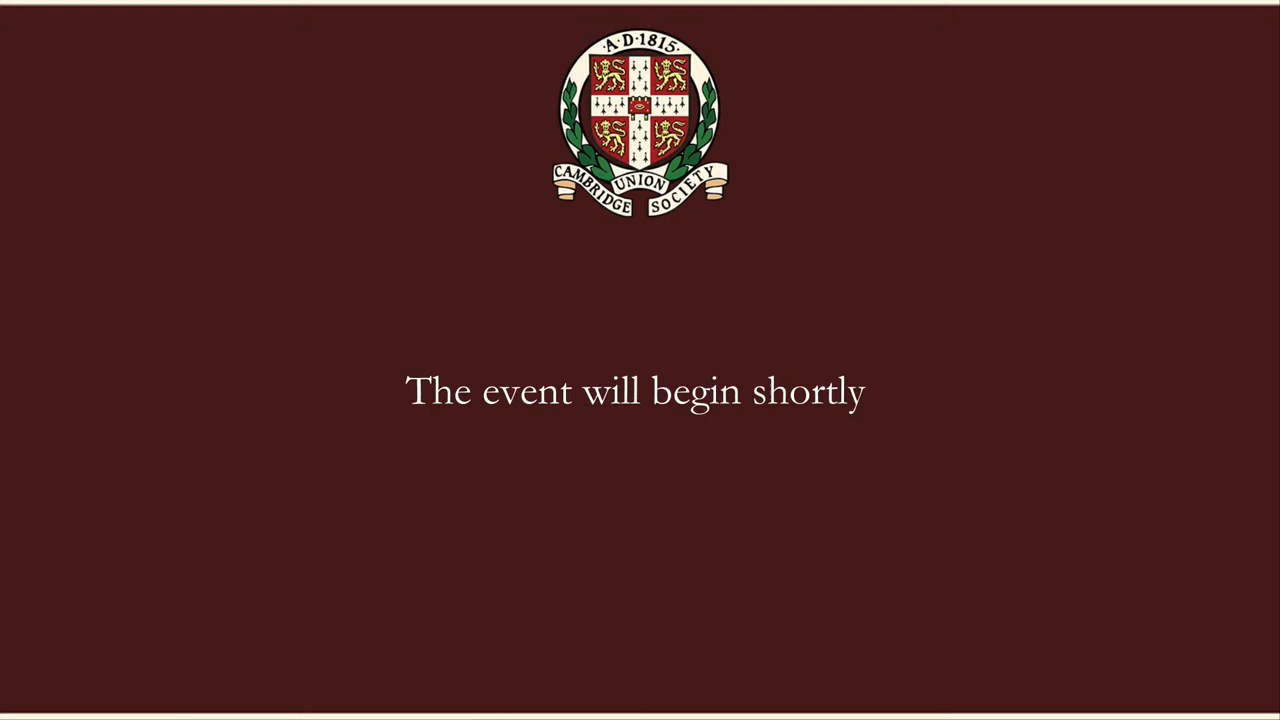 ·A·D·1815·
CAMBRIDGE UNION SOCIETY
The event will begin shortly